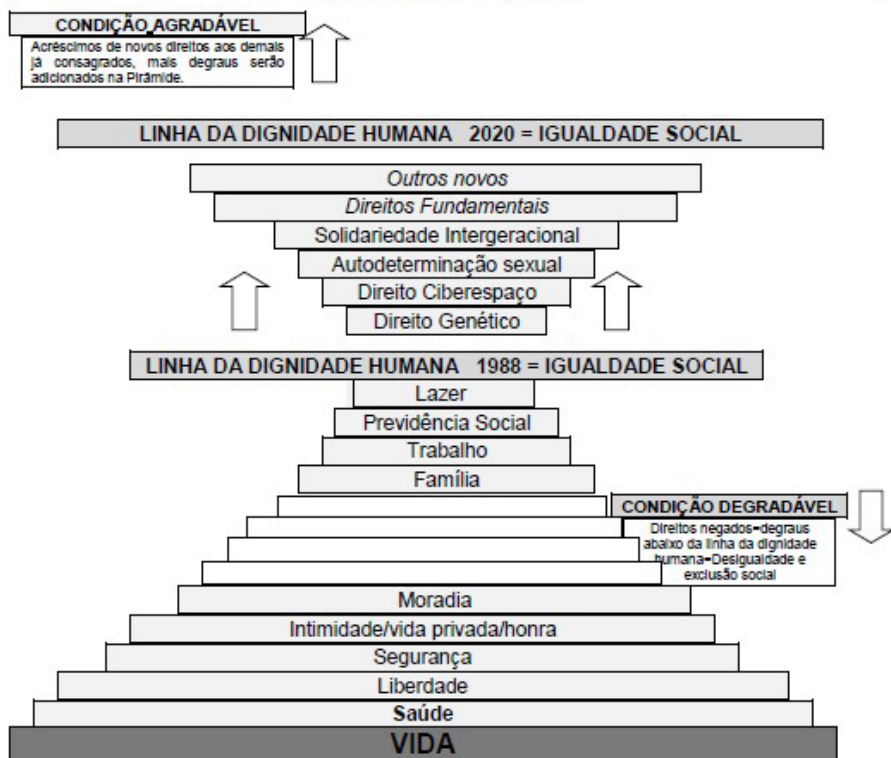 CONDIÇÃO AGRADÁVEL
Acréscimos de novos direitos aos demais
já consagrados, mais degraus serão
adicionados na Pirâmide.
LINHA DA DIGNIDADE HUMANA 2020 = IGUALDADE SOCIAL
Outros novos
Direitos Fundamentais
Solidariedade Intergeracional
Autodeterminação sexual
Direito Ciberespaço
Direito Genético
LINHA DA DIGNIDADE HUMANA 1988 = IGUALDADE SOCIAL
Lazer
Previdência Social
Trabalho
Família
CONDIÇÃO DEGRADÁVEL
Direitos negados=degraus
abaixo da linha da dignidade
humana=Desigualdade e
exclusão social
Moradia
Intimidade/vida privada/honra
Segurança
Liberdade
Saúde
VIDA